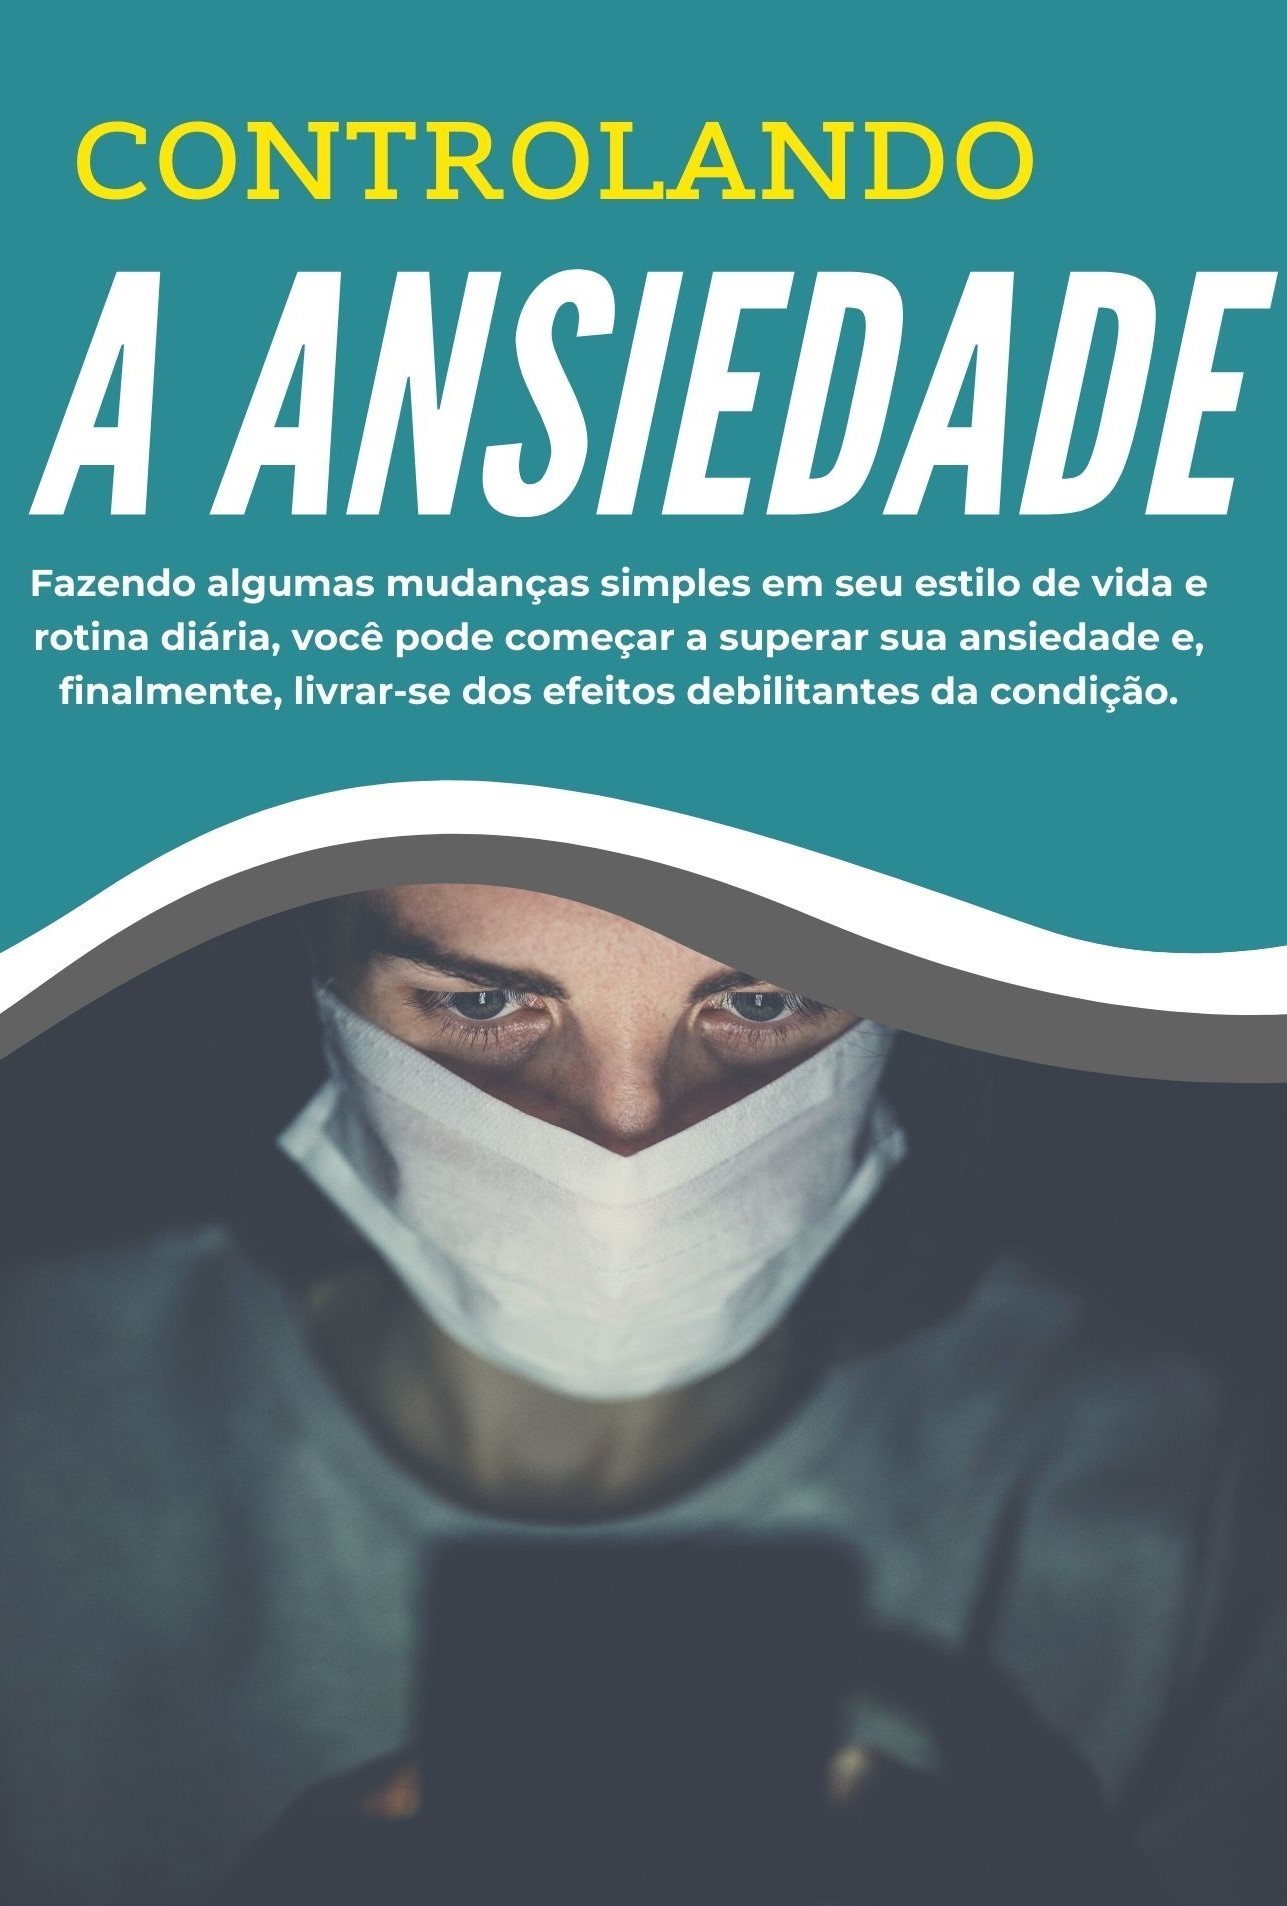 CONTROLANDO
A ANSIEDADE
Fazendo algumas mudanças simples em seu estilo de vida e
rotina diária, você pode começar a superar sua ansiedade e,
finalmente, livrar-se dos efeitos debilitantes da condição.